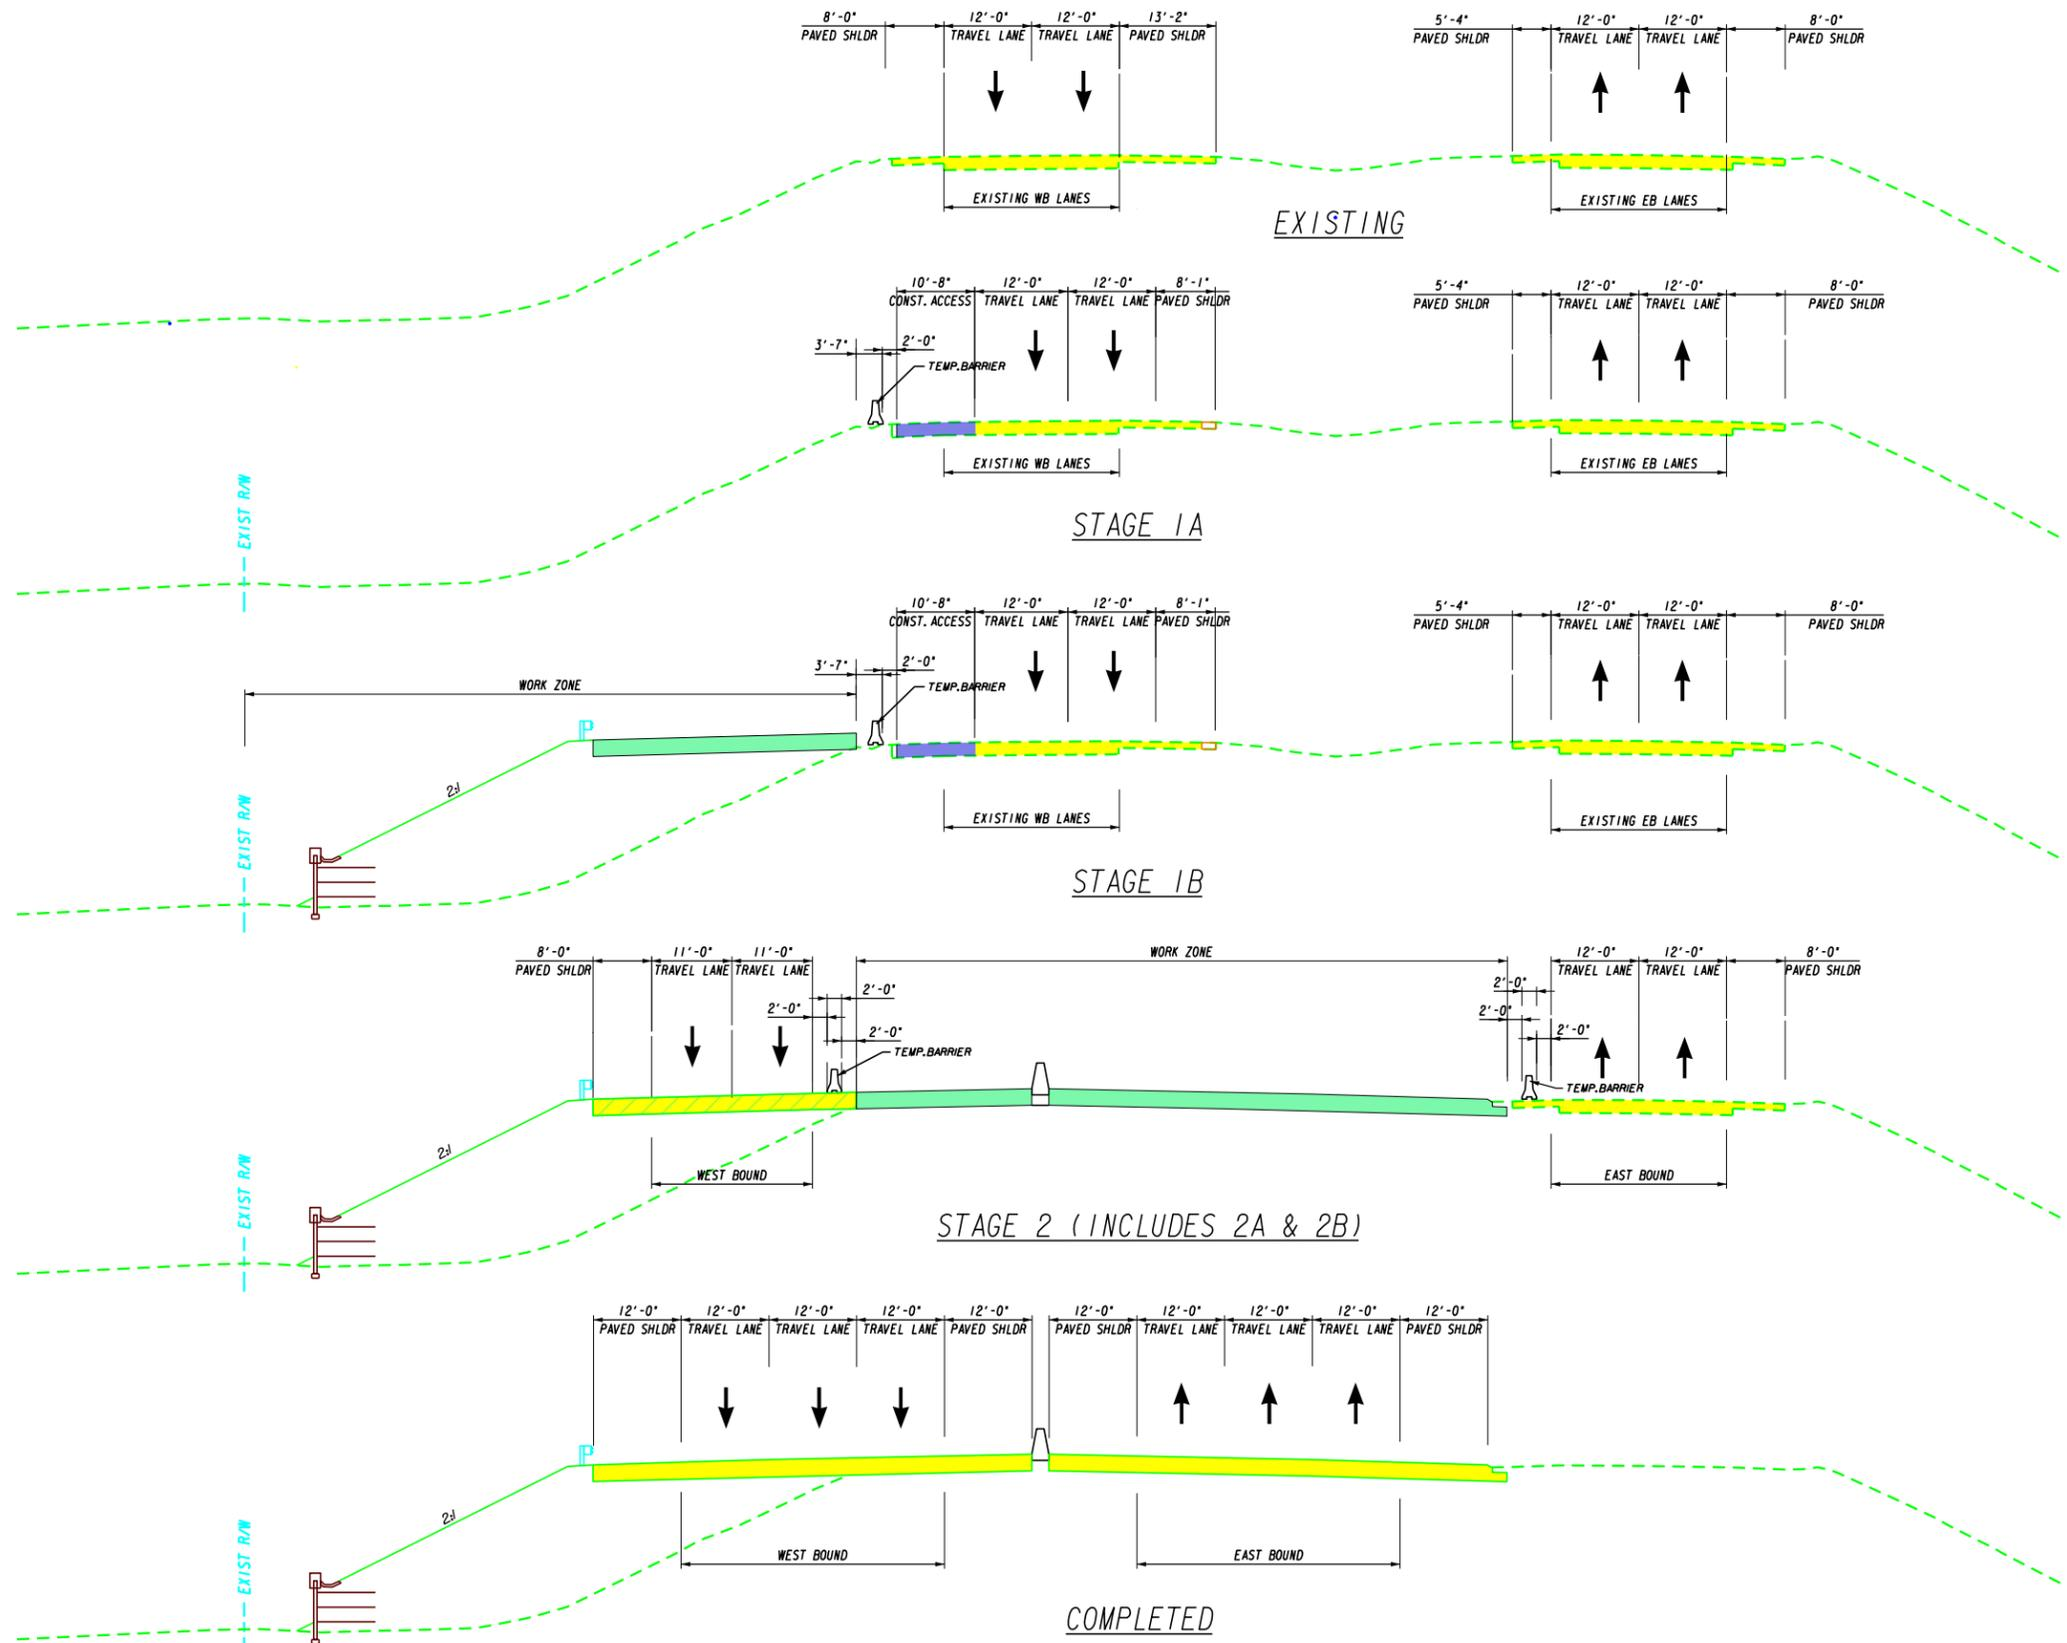 8'-0" 12'-0" 12'-0" 13'-2" 5'-4" 12'-0" 12'-0" 8'-0"
PAVED SHLDR TRAVEL LANE TRAVEL LANE PAVED SHLDR PAVED SHLDR TRAVEL LANE TRAVEL LANE PAVED SHLDR
EXISTING WB LANES EXISTING EB LANES
EXISTING
10'-8" 12'-0" 12'-0" 8'-1" 5'-4" 12'-0" 12'-0" 8'-0"
CONST. ACCESS TRAVEL LANE TRAVEL LANE PAVED SHLDR PAVED SHLDR TRAVEL LANE TRAVEL LANE PAVED SHLDR
3'-7" 2'-0"
TEMP. BARRIER
EXISTING WB LANES EXISTING EB LANES
EXIST R/W
STAGE 1A
10'-8" 12'-0" 12'-0" 8'-1" 5'-4" 12'-0" 12'-0" 8'-0"
CONST. ACCESS TRAVEL LANE TRAVEL LANE PAVED SHLDR PAVED SHLDR TRAVEL LANE TRAVEL LANE PAVED SHLDR
3'-7" 2'-0"
WORK ZONE TEMP. BARRIER
2:1
EXISTING WB LANES EXISTING EB LANES
EXIST R/W
STAGE 1B
8'-0" 11'-0" 11'-0" WORK ZONE 12'-0" 12'-0" 8'-0"
PAVED SHLDR TRAVEL LANE TRAVEL LANE TRAVEL LANE TRAVEL LANE PAVED SHLDR
2'-0" 2'-0"
2'-0" 2'-0"
2'-0" 2'-0"
TEMP. BARRIER
TEMP. BARRIER
2:1
WEST BOUND EAST BOUND
EXIST R/W
STAGE 2 (INCLUDES 2A & 2B)
12'-0" 12'-0" 12'-0" 12'-0" 12'-0" 12'-0" 12'-0" 12'-0" 12'-0" 12'-0"
PAVED SHLDR TRAVEL LANE TRAVEL LANE TRAVEL LANE PAVED SHLDR PAVED SHLDR TRAVEL LANE TRAVEL LANE TRAVEL LANE PAVED SHLDR
2:1
WEST BOUND EAST BOUND
EXIST R/W
COMPLETED